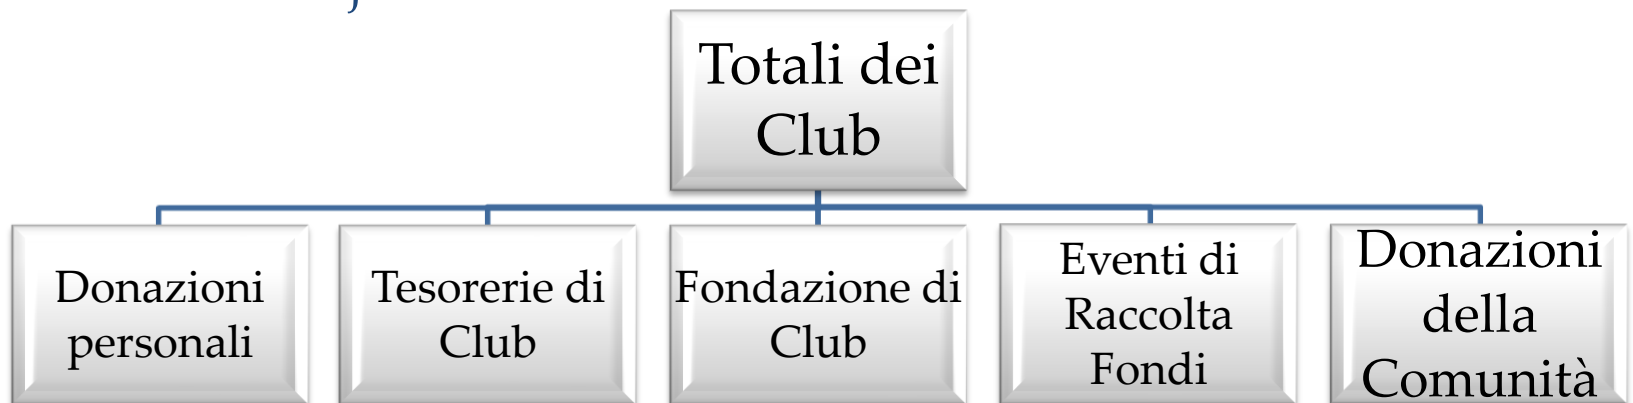 Totali dei
Club
Donazioni
personali
Tesorerie di
Club
Fondazione di
Club
Eventi di
Raccolta
Fondi
Donazioni
della
Comunità